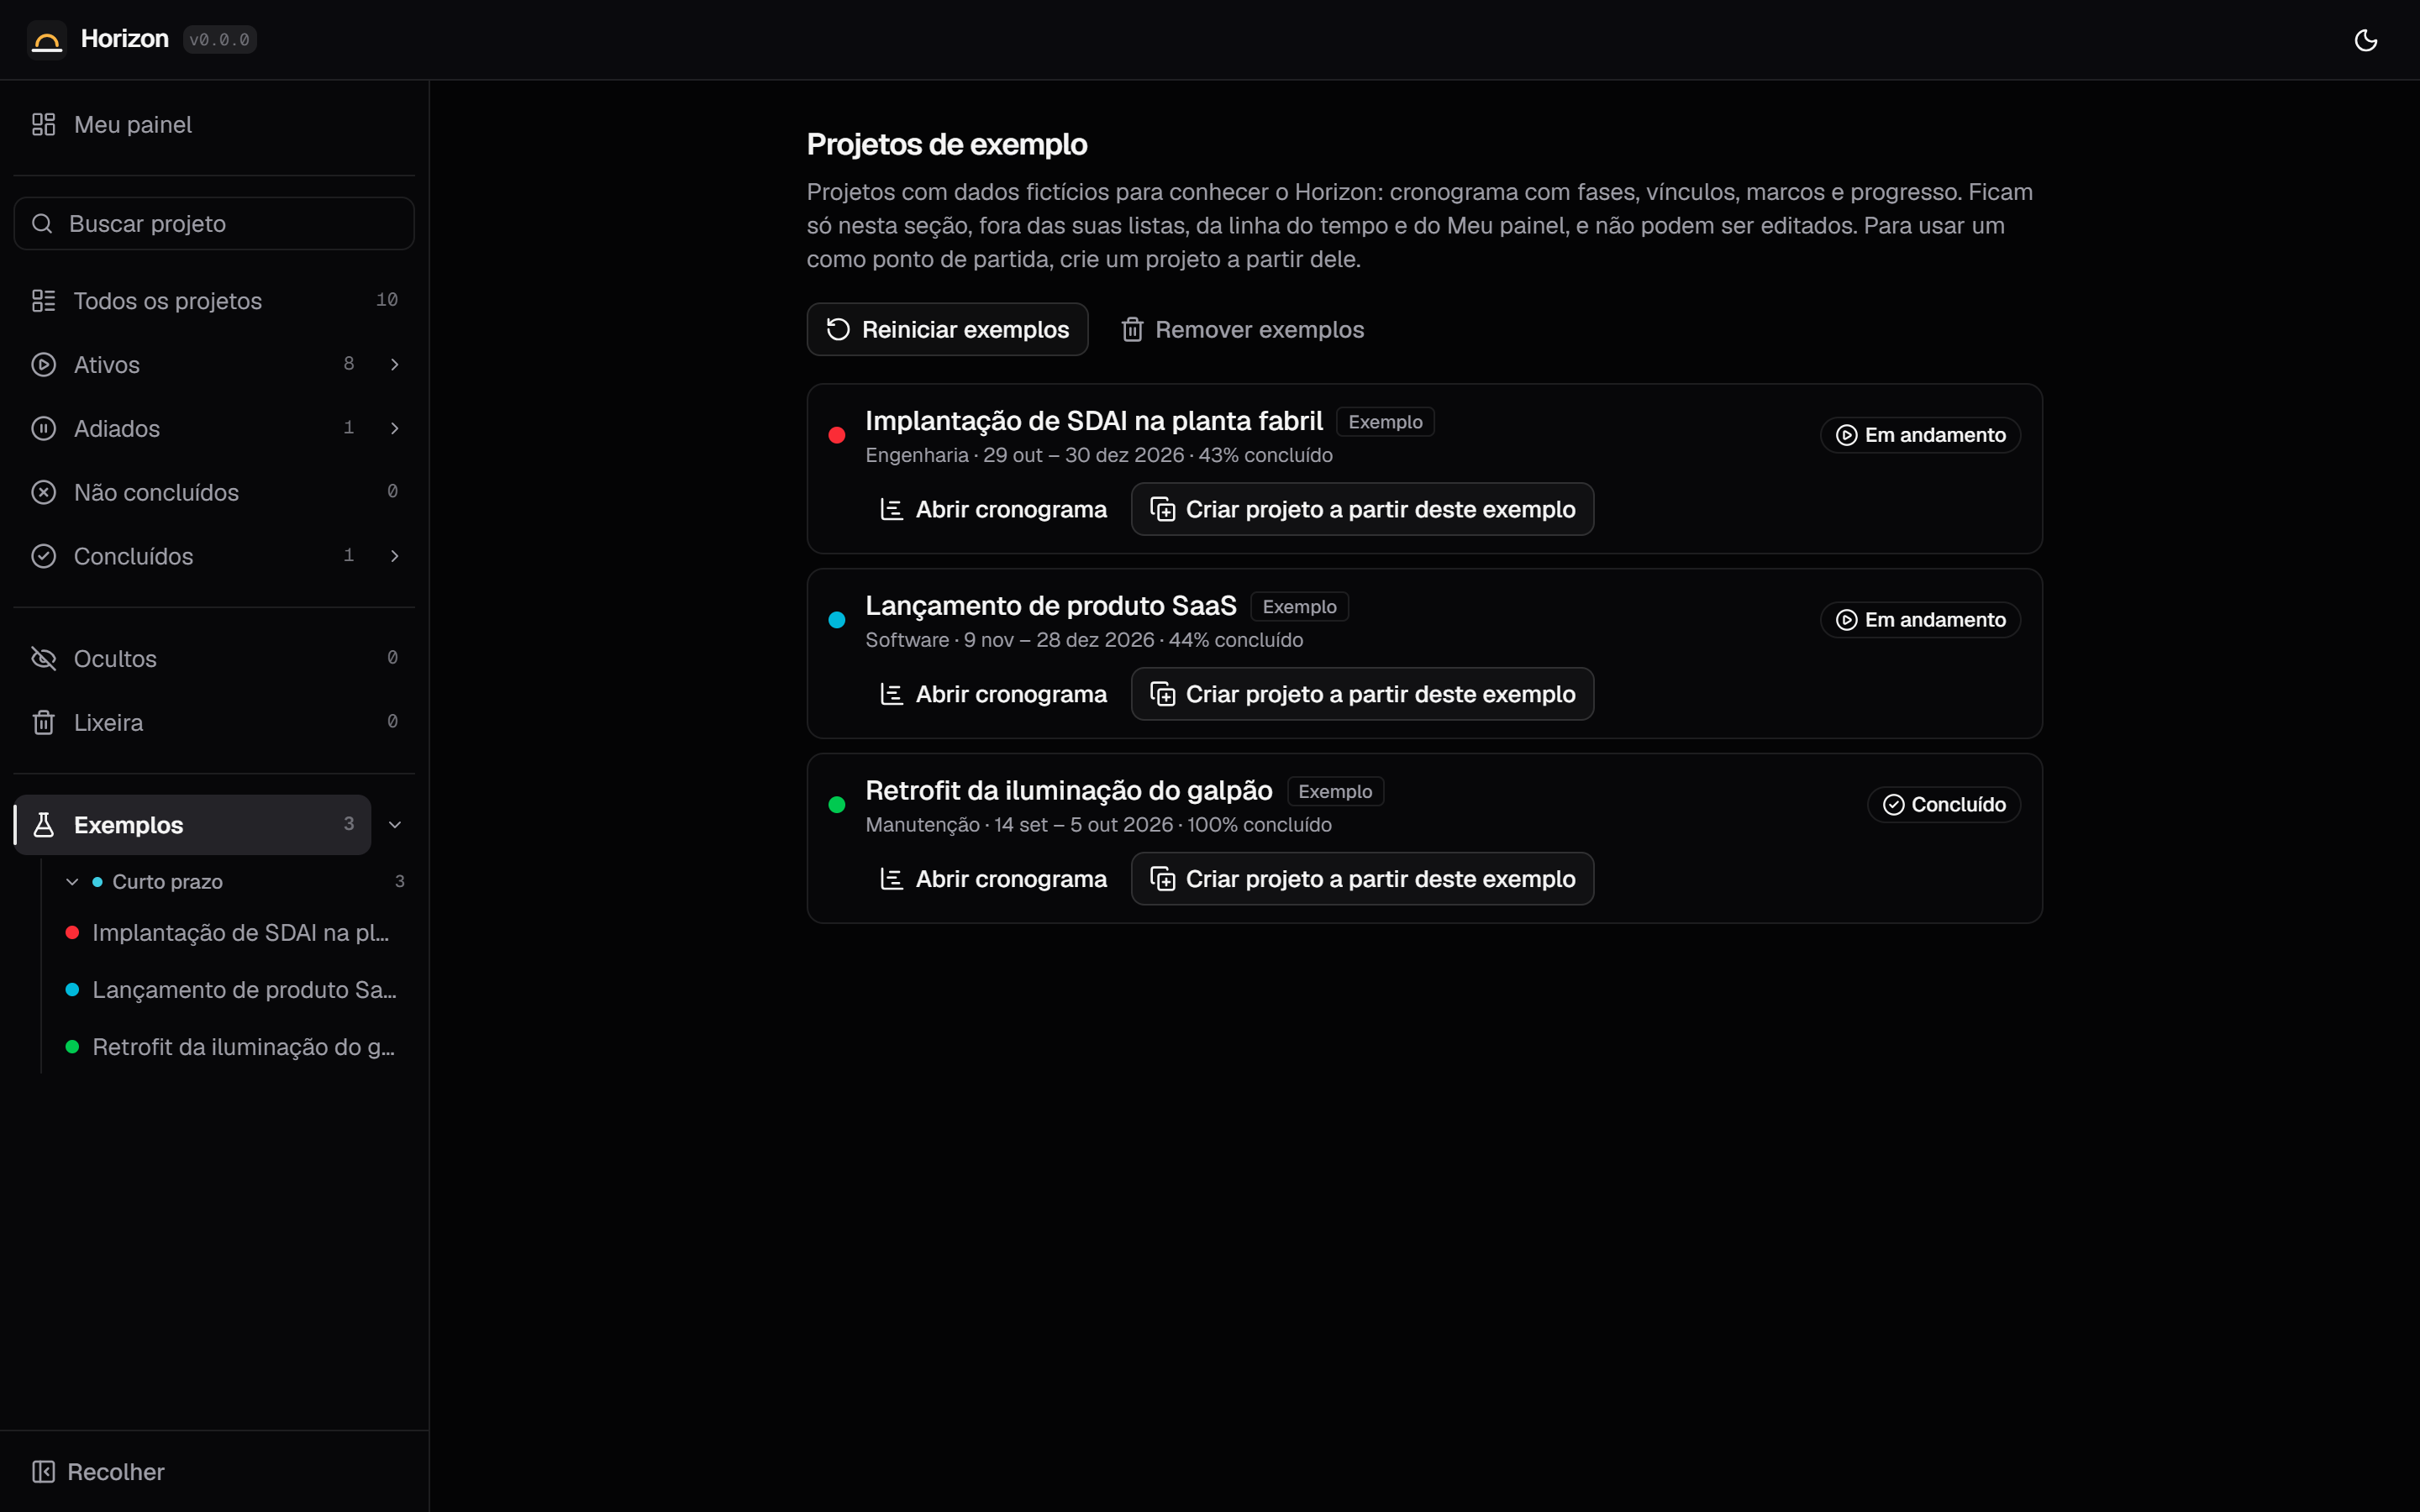 Horizon v0.0.0
Meu painel
Buscar projeto
Todos os projetos 10
Ativos 8
Adiados 1
Não concluídos 0
Concluídos 1
Ocultos 0
Lixeira 0
Exemplos 3
Curto prazo 3
Implantação de SDAI na pl...
Lançamento de produto Sa...
Retrofit da iluminação do g...
Recolher
Projetos de exemplo
Projetos com dados fictícios para conhecer o Horizon: cronograma com fases, vínculos, marcos e progresso. Ficam
só nesta seção, fora das suas listas, da linha do tempo e do Meu painel, e não podem ser editados. Para usar um
como ponto de partida, crie um projeto a partir dele.
Reiniciar exemplos Remover exemplos
Implantação de SDAI na planta fabril Exemplo
Em andamento
Engenharia · 29 out – 30 dez 2026 · 43% concluído
Abrir cronograma Criar projeto a partir deste exemplo
Lançamento de produto SaaS Exemplo
Em andamento
Software · 9 nov – 28 dez 2026 · 44% concluído
Abrir cronograma Criar projeto a partir deste exemplo
Retrofit da iluminação do galpão Exemplo
Concluído
Manutenção · 14 set – 5 out 2026 · 100% concluído
Abrir cronograma Criar projeto a partir deste exemplo